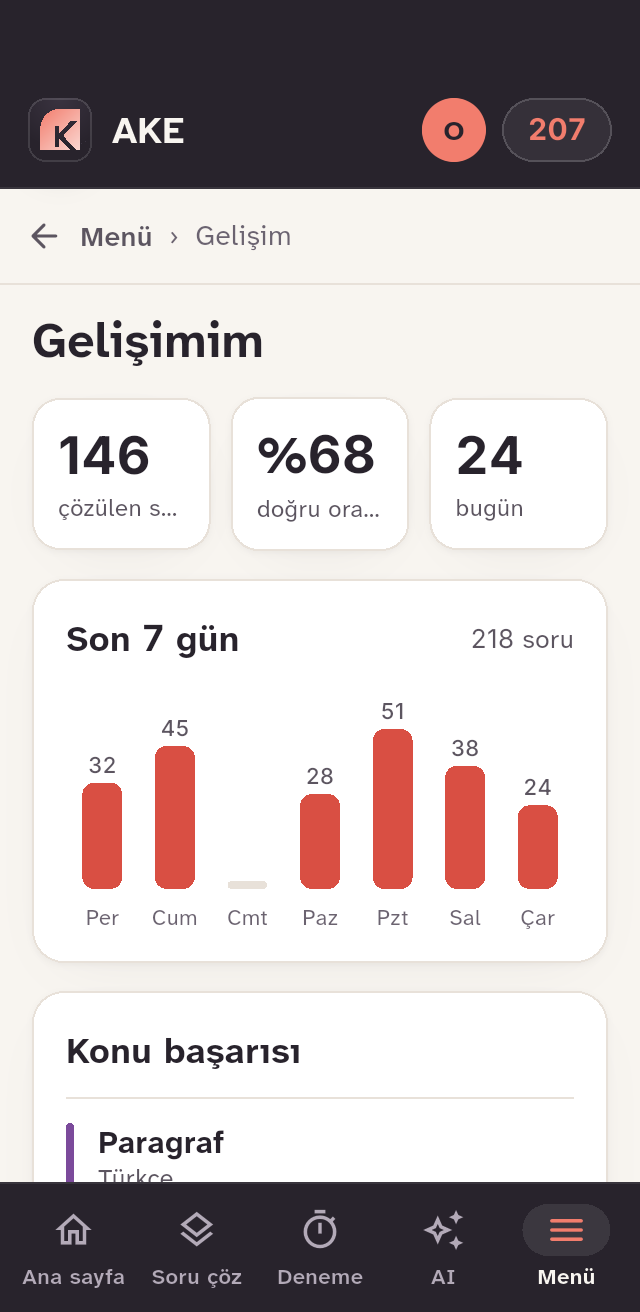 AKE
O
207
Menü › Gelişim
Gelişimim
146
çözülen s...
%68
doğru ora...
24
bugün
Son 7 gün
218 soru
32
45
28
51
38
24
Per
Cum
Cmt
Paz
Pzt
Sal
Çar
Konu başarısı
Paragraf
Türkçe
Ana sayfa
Soru çöz
Deneme
AI
Menü